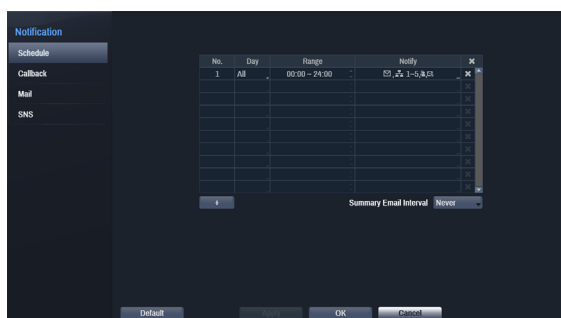 Notification
Schedule
Callback
Mail
SNS
No. Day Range Notify
1 All 00:00 ~ 24:00 1~5,
+
Summary Email Interval Never
Default Apply OK Cancel